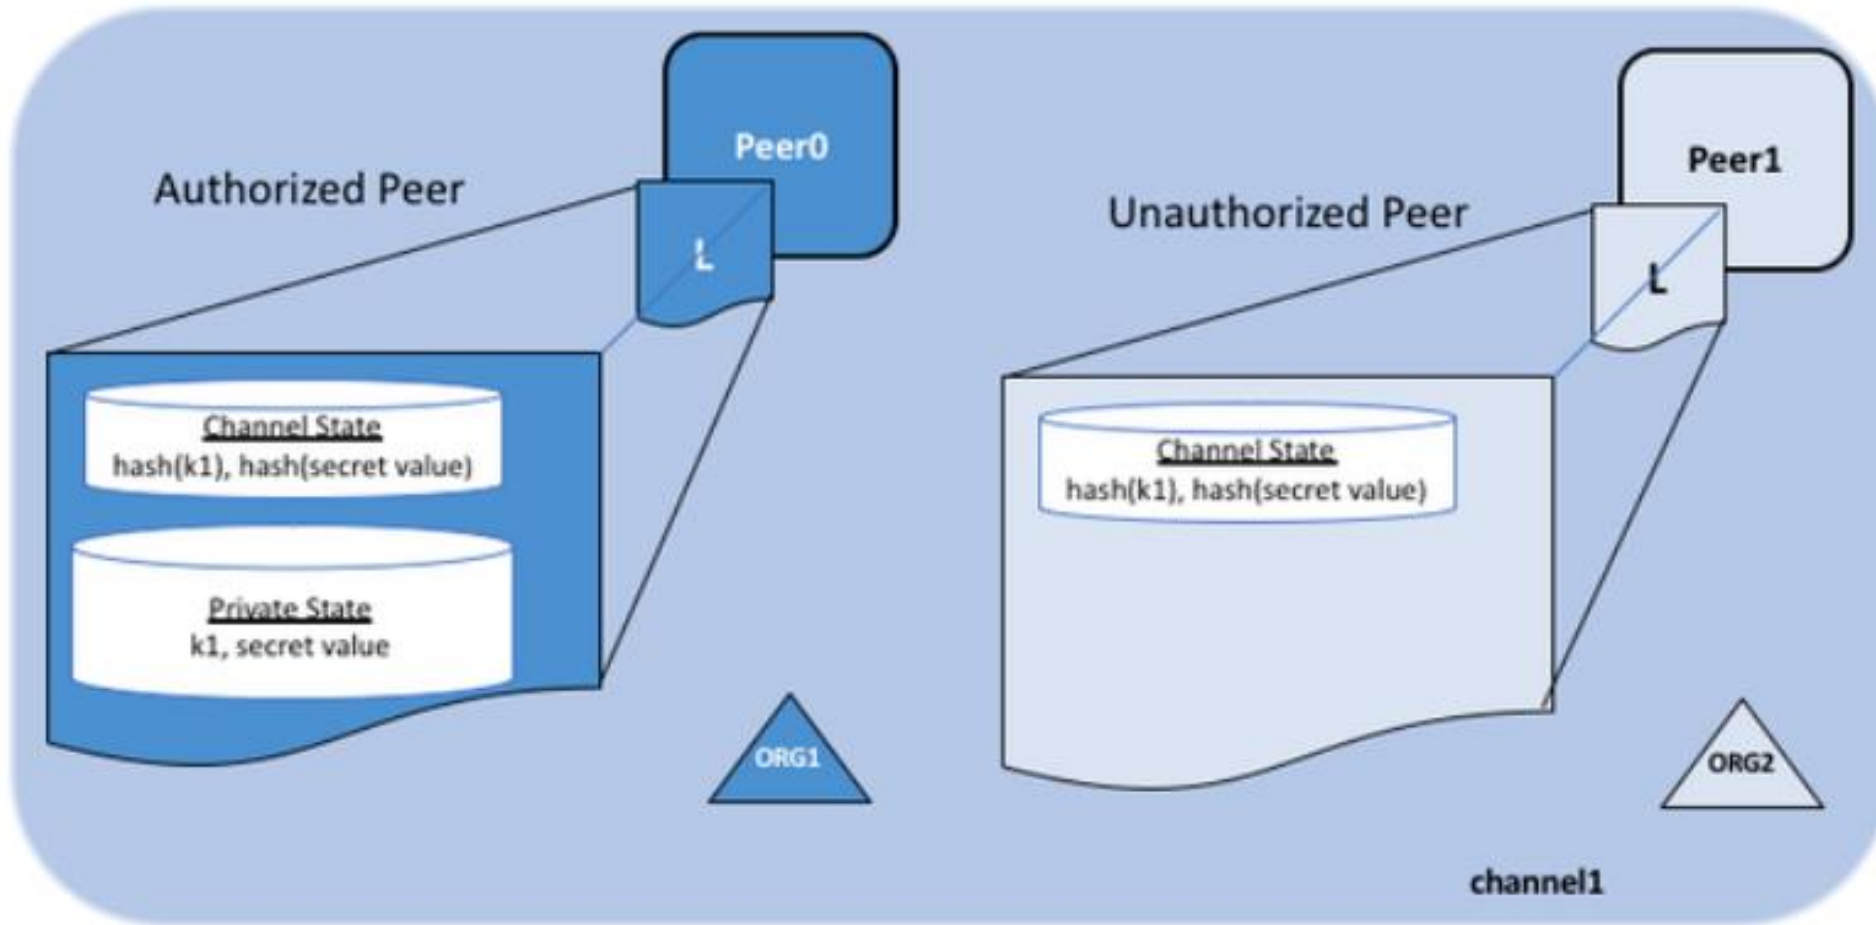 Peer0
Authorized Peer
L
Channel State
hash(k1), hash(secret value)
Private State
k1, secret value
ORG1
Peer1
Unauthorized Peer
L
Channel State
hash(k1), hash(secret value)
ORG2
channel1